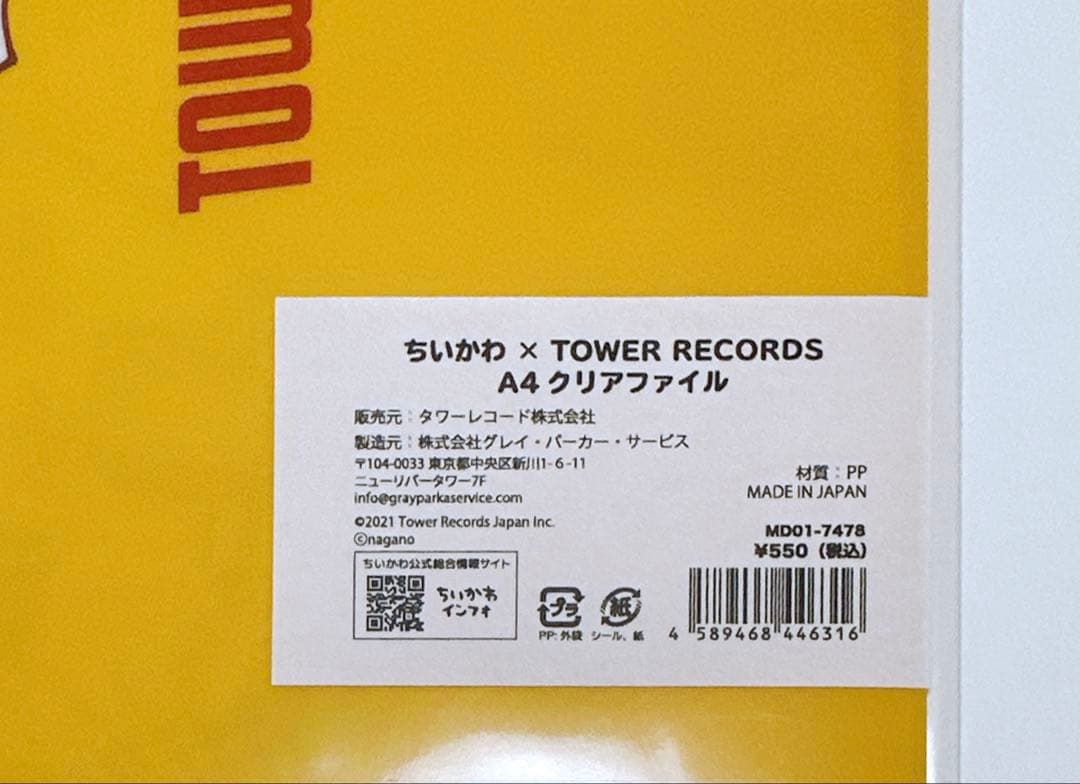 TOW
ちいかわ × TOWER RECORDS
A4 クリアファイル
販売元：タワーレコード株式会社
製造元：株式会社グレイ・パーカー・サービス
〒104-0033 東京都中央区新川1-6-11
ニューリバータワー7F
info@grayparkaservice.com
材質：PP
MADE IN JAPAN
©2021 Tower Records Japan Inc.
©nagano
MD01-7478
¥550（税込）
ちいかわ公式総合情報サイト
ちいかわ
インフォ
プラ
PP: 外袋
紙
シール、紙
4 589468 446316